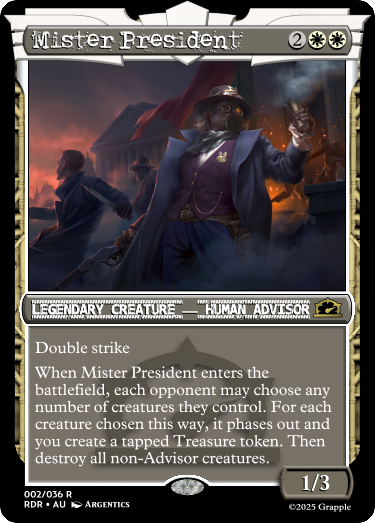 Mister President 2
Legendary Creature — Human Advisor
Double strike
When Mister President enters the
battlefield, each opponent may choose any
number of creatures they control. For each
creature chosen this way, it phases out and
you create a tapped Treasure token. Then
destroy all non-Advisor creatures.
1/3
002/036 R
RDR • AU Argentics
©2025 Grapple